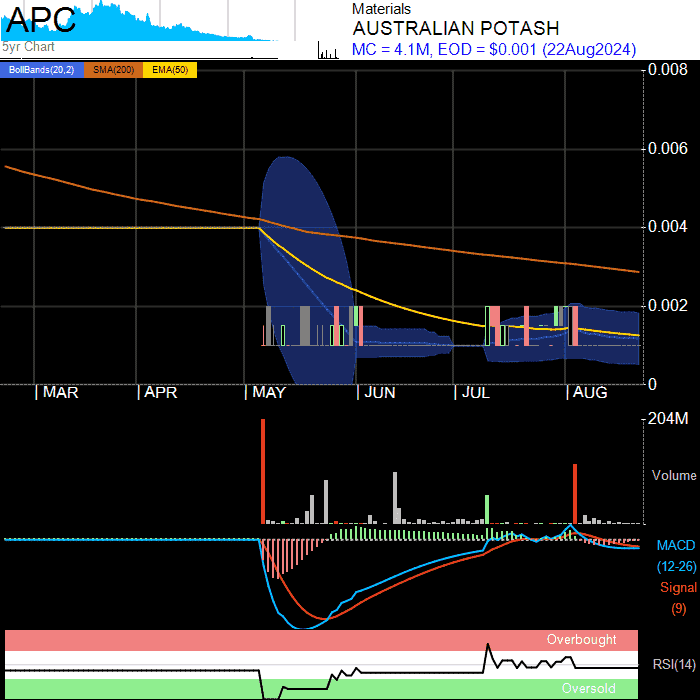 APC
5yr Chart
Materials
AUSTRALIAN POTASH
MC = 4.1M, EOD = $0.001 (22Aug2024)
BollBands(20,2) SMA(200) EMA(50)
0.008
0.006
0.004
0.002
0
MAR APR MAY JUN JUL AUG
204M
Volume
MACD
(12-26)
Signal
(9)
Overbought
RSI(14)
Oversold